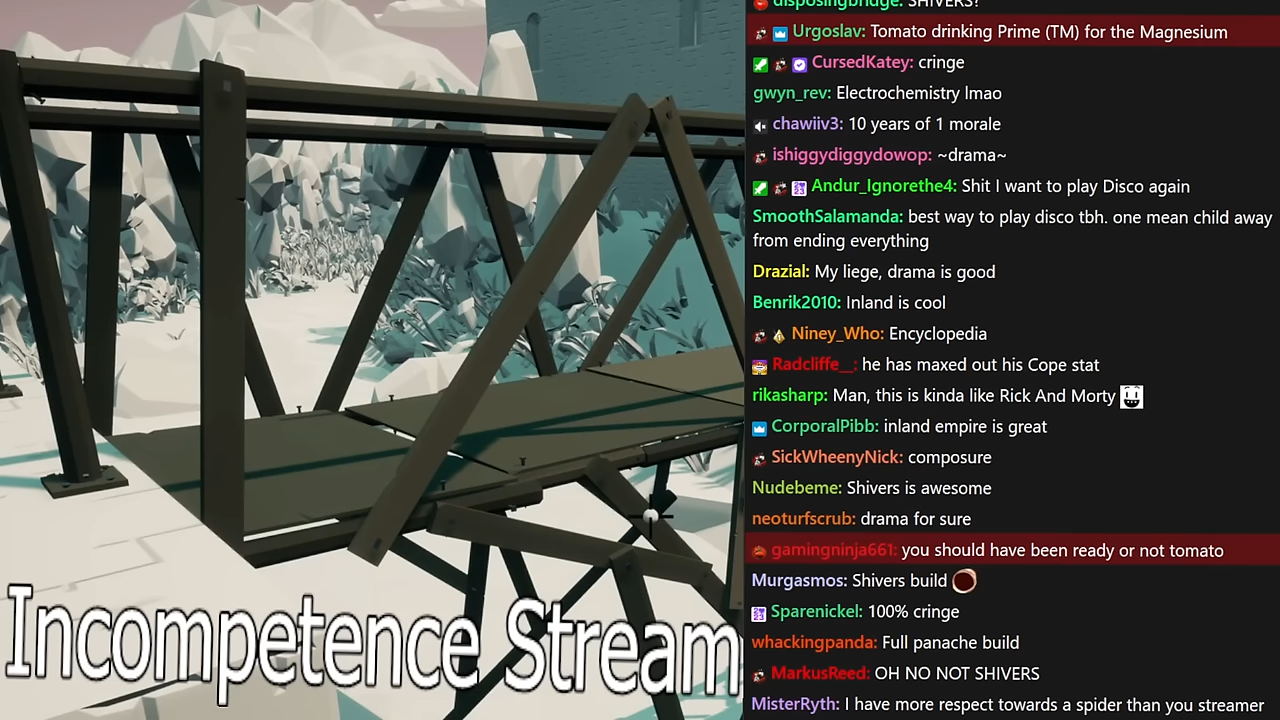 disposingbridge: SHIVERS?
Urgoslav: Tomato drinking Prime (TM) for the Magnesium
CursedKatey: cringe
gwyn_rev: Electrochemistry lmao
chawiiv3: 10 years of 1 morale
ishiggydiggydowop: ~drama~
Andur_Ignorethe4: Shit I want to play Disco again
SmoothSalamanda: best way to play disco tbh. one mean child away
from ending everything
Drazial: My liege, drama is good
Benrik2010: Inland is cool
Niney_Who: Encyclopedia
Radcliffe__: he has maxed out his Cope stat
rikasharp: Man, this is kinda like Rick And Morty
CorporalPibb: inland empire is great
SickWheenyNick: composure
Nudebeme: Shivers is awesome
neoturfscrub: drama for sure
gamingninja661: you should have been ready or not tomato
Murgasmos: Shivers build
Sparenickel: 100% cringe
whackingpanda: Full panache build
MarkusReed: OH NO NOT SHIVERS
MisterRyth: I have more respect towards a spider than you streamer
Incompetence Stream